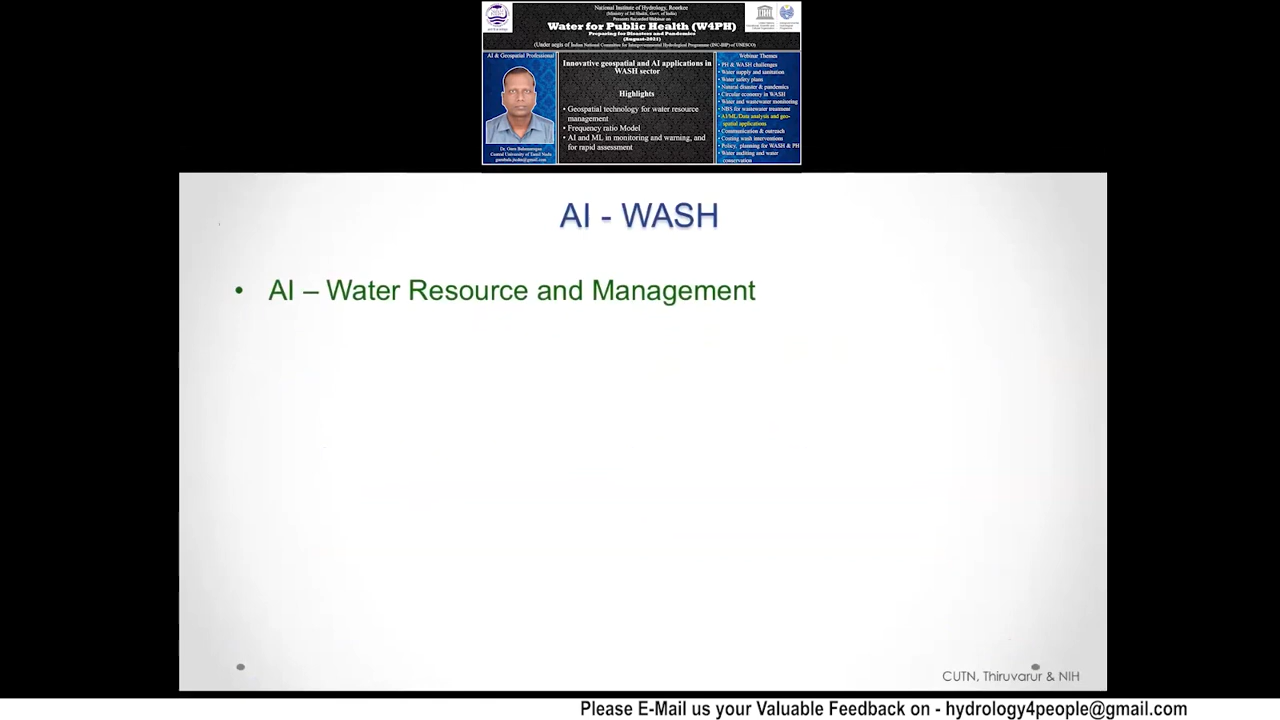 National Institute of Hydrology, Roorkee
(Ministry of Jal Shakti, Govt. of India)
Presents Recorded Webinar on
Water for Public Health (W4PH)
Preparing for Disasters and Pandemics
(August-2021)
(Under aegis of Indian National Committee for Intergovernmental Hydrological Programme (INC-IHP) of UNESCO)
AI & Geospatial Professional
Central University of Tamil Nadu
Innovative geospatial and AI applications in
WASH sector
Highlights
• Geospatial technology for water resource
management
• Frequency ratio Model
• AI and ML in monitoring and warning, and
for rapid assessment
Webinar Themes
• PH & WASH challenges
• Water supply and sanitation
• Water safety plans
• Natural disaster & pandemics
• Circular economy in WASH
• Water and wastewater monitoring
• NBS for wastewater treatment
• AI/ML/Data analysis and geo-
spatial applications
• Communication & outreach
• Costing wash interventions
• Policy, planning for WASH & PH
• Water auditing and water
conservation
AI - WASH
• AI – Water Resource and Management
CUTN, Thiruvarur & NIH
Please E-Mail us your Valuable Feedback on - hydrology4people@gmail.com